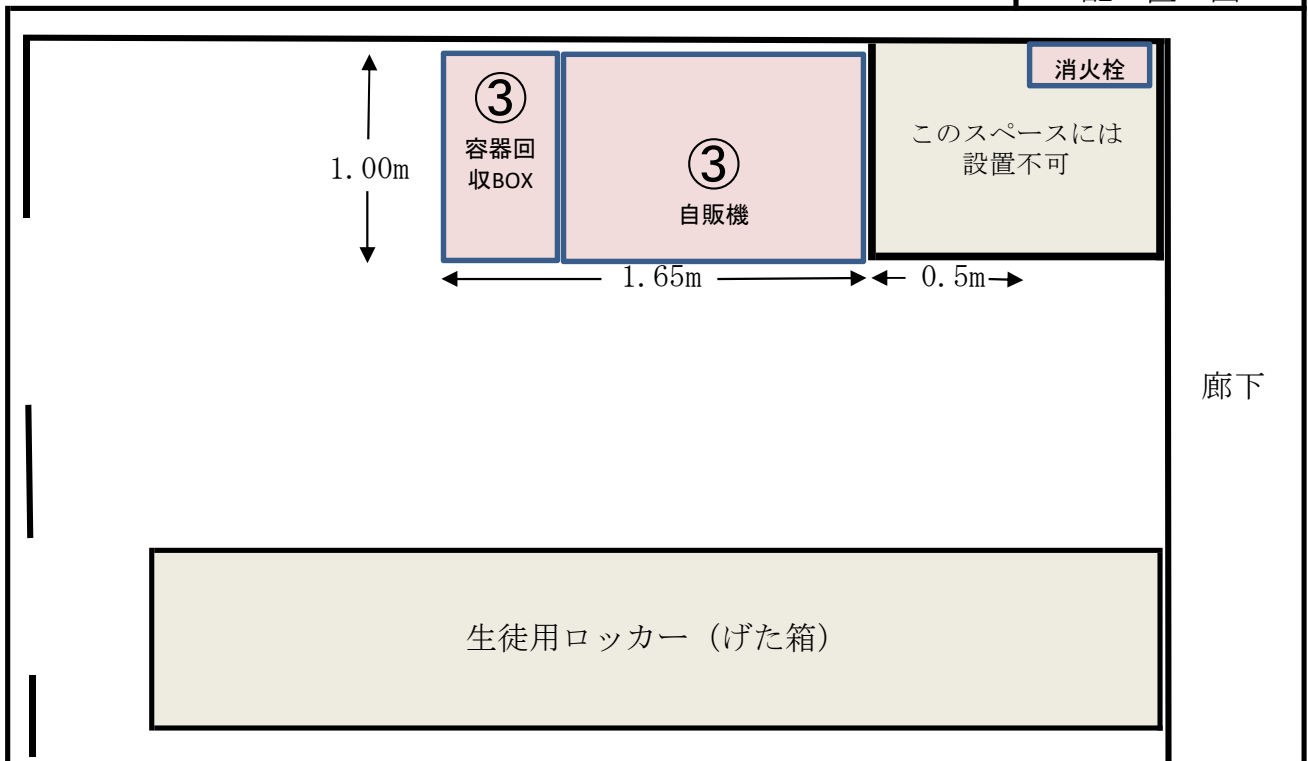 消火栓
③
容器回
収BOX
③
自販機
このスペースには
設置不可
1.00m
1.65m
0.5m
廊下
生徒用ロッカー（げた箱）